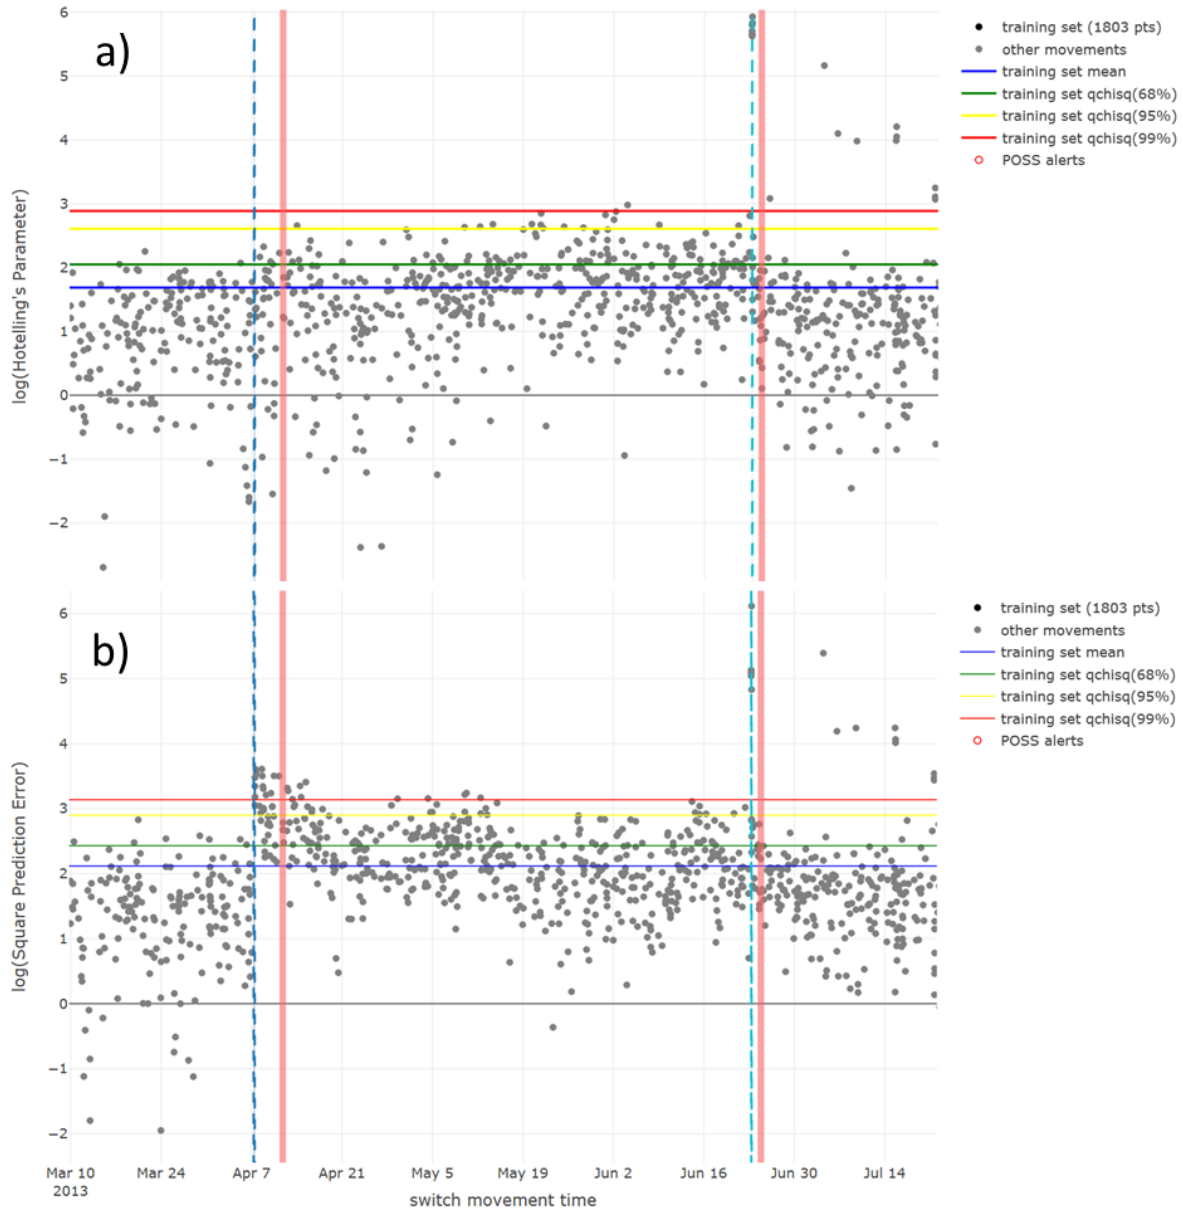 a)
6
5
4
3
2
1
0
−1
−2
log(Hotelling's Parameter)
training set (1803 pts)
other movements
training set mean
training set qchisq(68%)
training set qchisq(95%)
training set qchisq(99%)
POSS alerts
b)
6
5
4
3
2
1
0
−1
−2
log(Square Prediction Error)
training set (1803 pts)
other movements
training set mean
training set qchisq(68%)
training set qchisq(95%)
training set qchisq(99%)
POSS alerts
Mar 10 Mar 24 Apr 7 Apr 21 May 5 May 19 Jun 2 Jun 16 Jun 30 Jul 14
2013
switch movement time